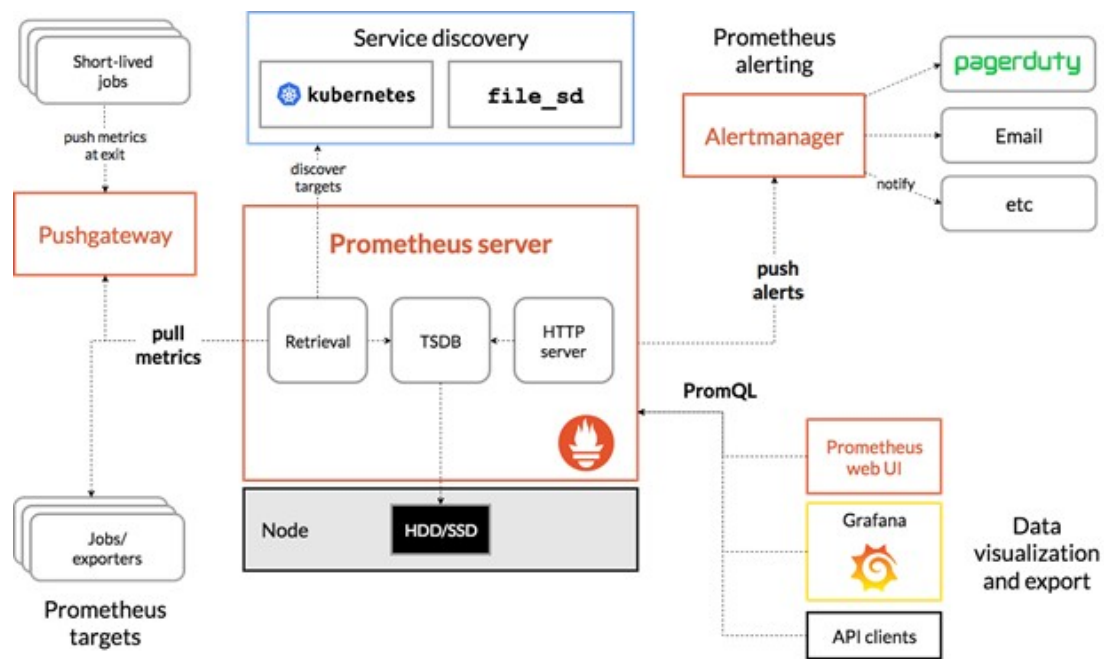 Short-lived
jobs
push metrics
at exit
Pushgateway
pull
metrics
Jobs/
exporters
Prometheus
targets
Service discovery
kubernetes
file_sd
discover
targets
Prometheus server
Retrieval
TSDB
HTTP
server
Node
HDD/SSD
Prometheus
alerting
Alertmanager
pagerduty
Email
etc
notify
push
alerts
PromQL
Prometheus
web UI
Grafana
API clients
Data
visualization
and export